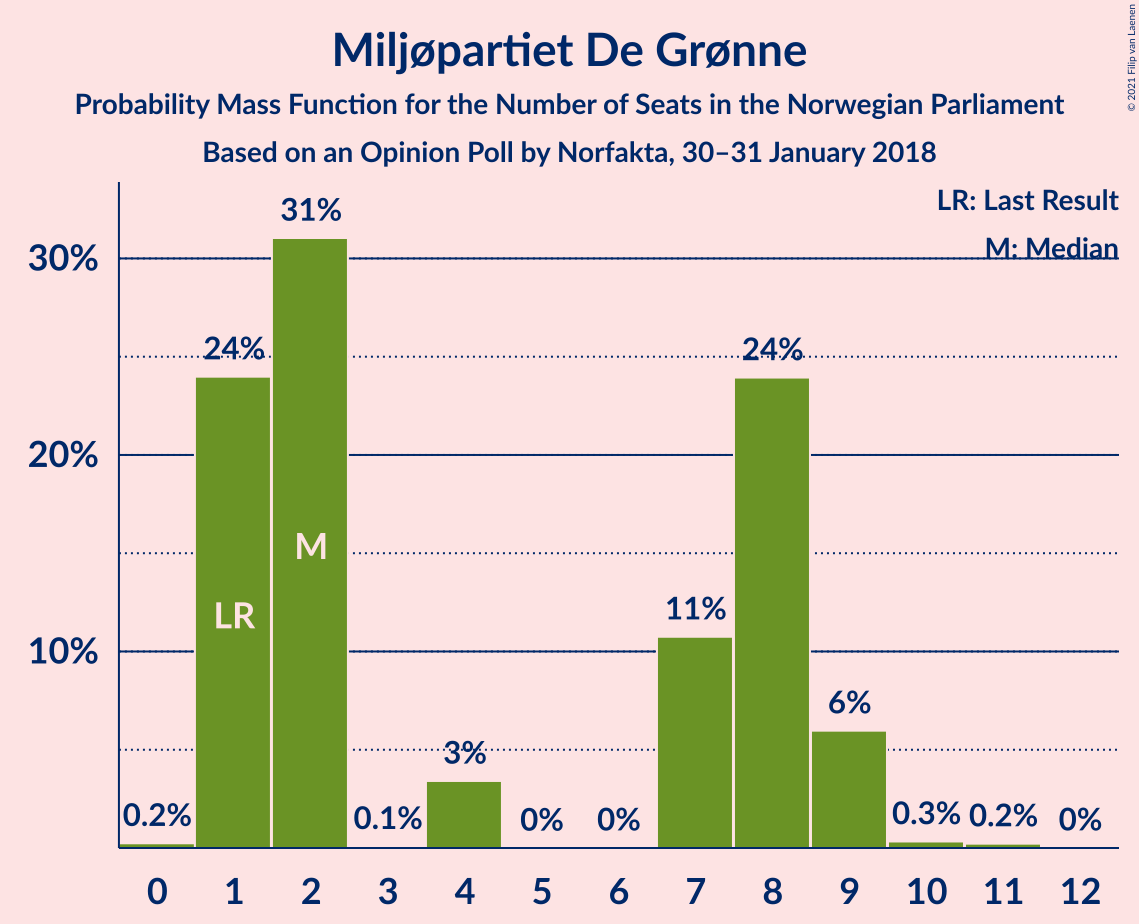 Miljøpartiet De Grønne
Probability Mass Function for the Number of Seats in the Norwegian Parliament
Based on an Opinion Poll by Norfakta, 30–31 January 2018
© 2021 Filip van Laenen
LR: Last Result
M: Median
30%
20%
10%
0.2%
24%
31%
0.1%
3%
0%
0%
11%
24%
6%
0.3%
0.2%
0%
LR
M
0 1 2 3 4 5 6 7 8 9 10 11 12